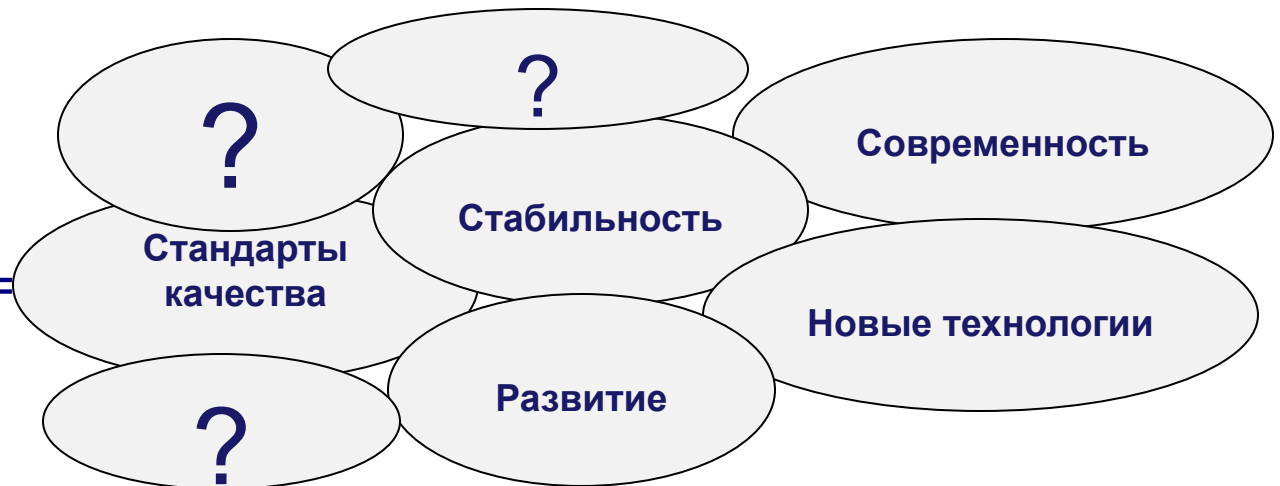 ?
?
Современность
Стабильность
Стандарты
качества
=
Новые технологии
Развитие
?